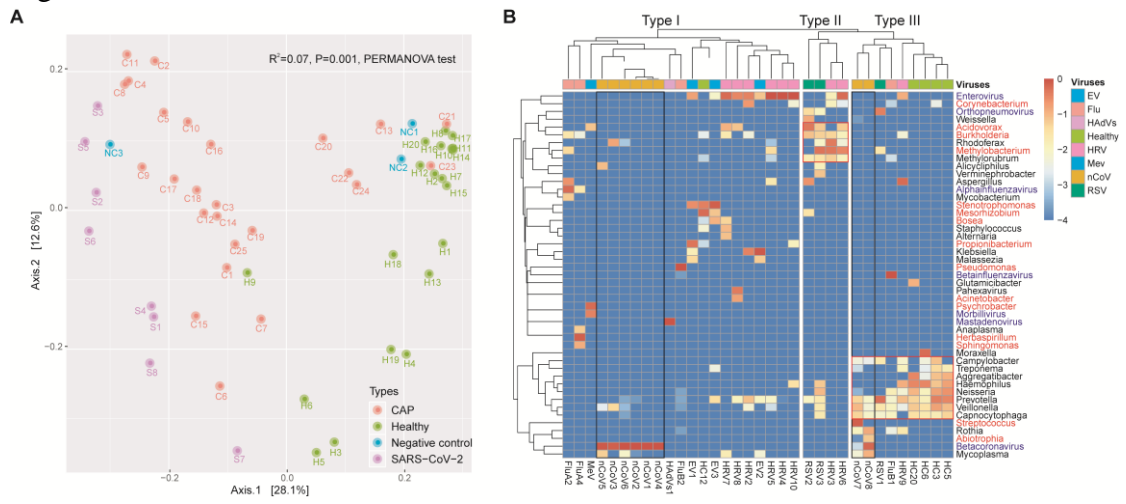 A
R²=0.07, P=0.001, PERMANOVA test
C11
C2
C8
C4
S3
C5
C10
S5
NC3
C16
C13
C21
NC1
H8
H17
C20
H20
H16
H10
H11
H14
NC2
C23
C9
C22
C24
H12
H2
H7
H15
C17
C18
S2
C3
C12
C14
S6
C19
C25
H1
H18
C1
H9
H13
S4
S1
C15
C7
H19
H4
S8
C6
H6
H3
H5
S7
Types
CAP
Healthy
Negative control
SARS−CoV−2
0.2
0.0
−0.2
−0.2
0.0
0.2
Axis.2 [12.6%]
Axis.1 [28.1%]
B
Type I
Type II
Type III
Viruses
Enterovirus
Corynebacterium
Orthopneumovirus
Weissella
Acidovorax
Burkholderia
Rhodoferax
Methylobacterium
Methylorubrum
Alicycliphilus
Verminephrobacter
Aspergillus
Alphainfluenzavirus
Mycobacterium
Stenotrophomonas
Mesorhizobium
Bosea
Staphylococcus
Alternaria
Propionibacterium
Klebsiella
Malassezia
Pseudomonas
Betainfluenzavirus
Glutamicibacter
Pahexavirus
Acinetobacter
Psychrobacter
Morbillivirus
Mastadenovirus
Anaplasma
Herbaspirillum
Sphingomonas
Moraxella
Campylobacter
Treponema
Aggregatibacter
Haemophilus
Neisseria
Prevotella
Veillonella
Capnocytophaga
Streptococcus
Rothia
Abiotrophia
Betacoronavirus
Mycoplasma
FluA2
FluA4
MeV
nCoV5
nCoV3
nCoV6
nCoV2
nCoV1
nCoV4
HAdVs1
FluB2
EV1
HC12
EV3
HRV7
HRV8
HRV2
EV2
HRV5
HRV4
HRV10
RSV2
RSV3
HRV3
HRV6
nCoV7
nCoV8
RSV1
FluB1
HRV9
HC20
HC6
HC3
HC5
0
−1
−2
−3
−4
Viruses
EV
Flu
HAdVs
Healthy
HRV
Mev
nCoV
RSV